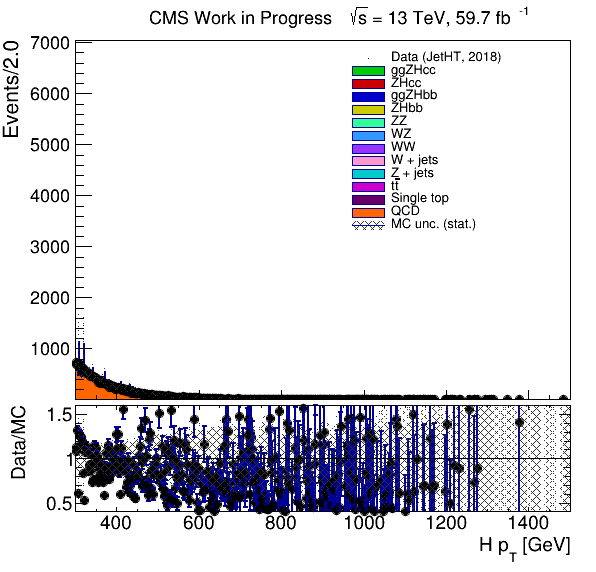 CMS Work in Progress √s = 13 TeV, 59.7 fb⁻¹
Events/2.0
7000
6000
5000
4000
3000
2000
1000
Data (JetHT, 2018)
ggZHcc
ZHcc
ggZHbb
ZHbb
ZZ
WZ
WW
W + jets
Z + jets
tt̅
Single top
QCD
MC unc. (stat.)
Data/MC
1.5
1
0.5
400 600 800 1000 1200 1400
H p_T [GeV]